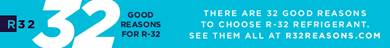 R32
32
GOOD
REASONS
FOR R-32
THERE ARE 32 GOOD REASONS
TO CHOOSE R-32 REFRIGERANT.
SEE THEM ALL AT R32REASONS.COM